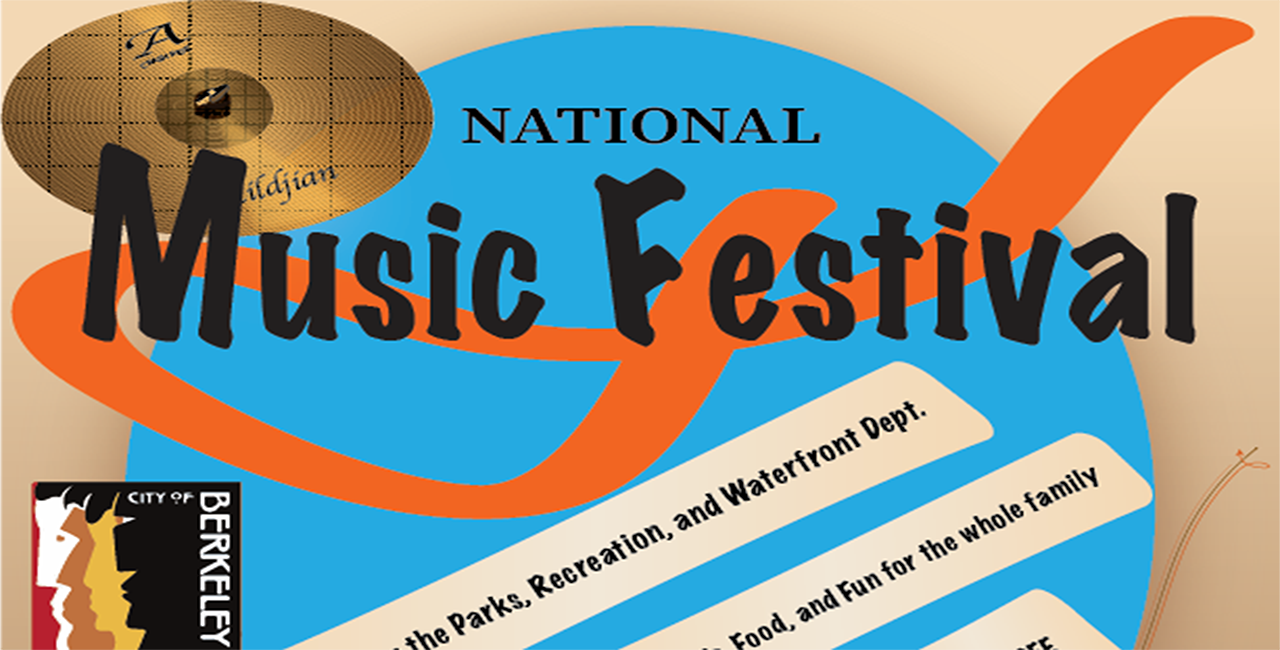 A
ildjian
NATIONAL
Music Festival
the Parks, Recreation, and Waterfront Dept.
Food, and Fun for the whole family
CITY OF
BERKELEY